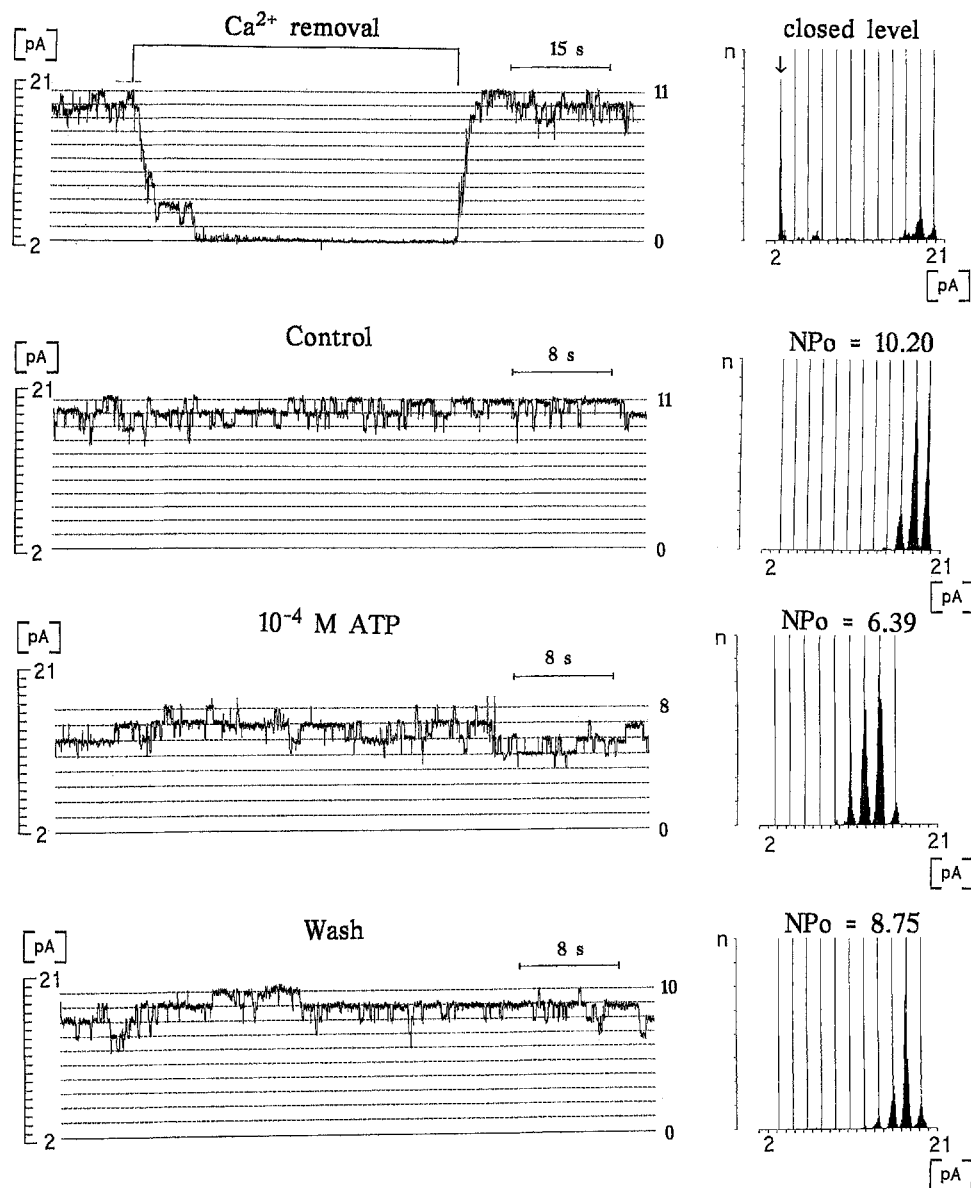 Ca²⁺ removal
closed level
[pA]
15 s
n
↓
21
11
2
0
2
21
[pA]
Control
NPo = 10.20
[pA]
8 s
n
21
11
2
0
2
21
[pA]
10⁻⁴ M ATP
NPo = 6.39
[pA]
8 s
n
21
8
2
0
2
21
[pA]
Wash
NPo = 8.75
[pA]
8 s
n
21
10
2
0
2
21
[pA]